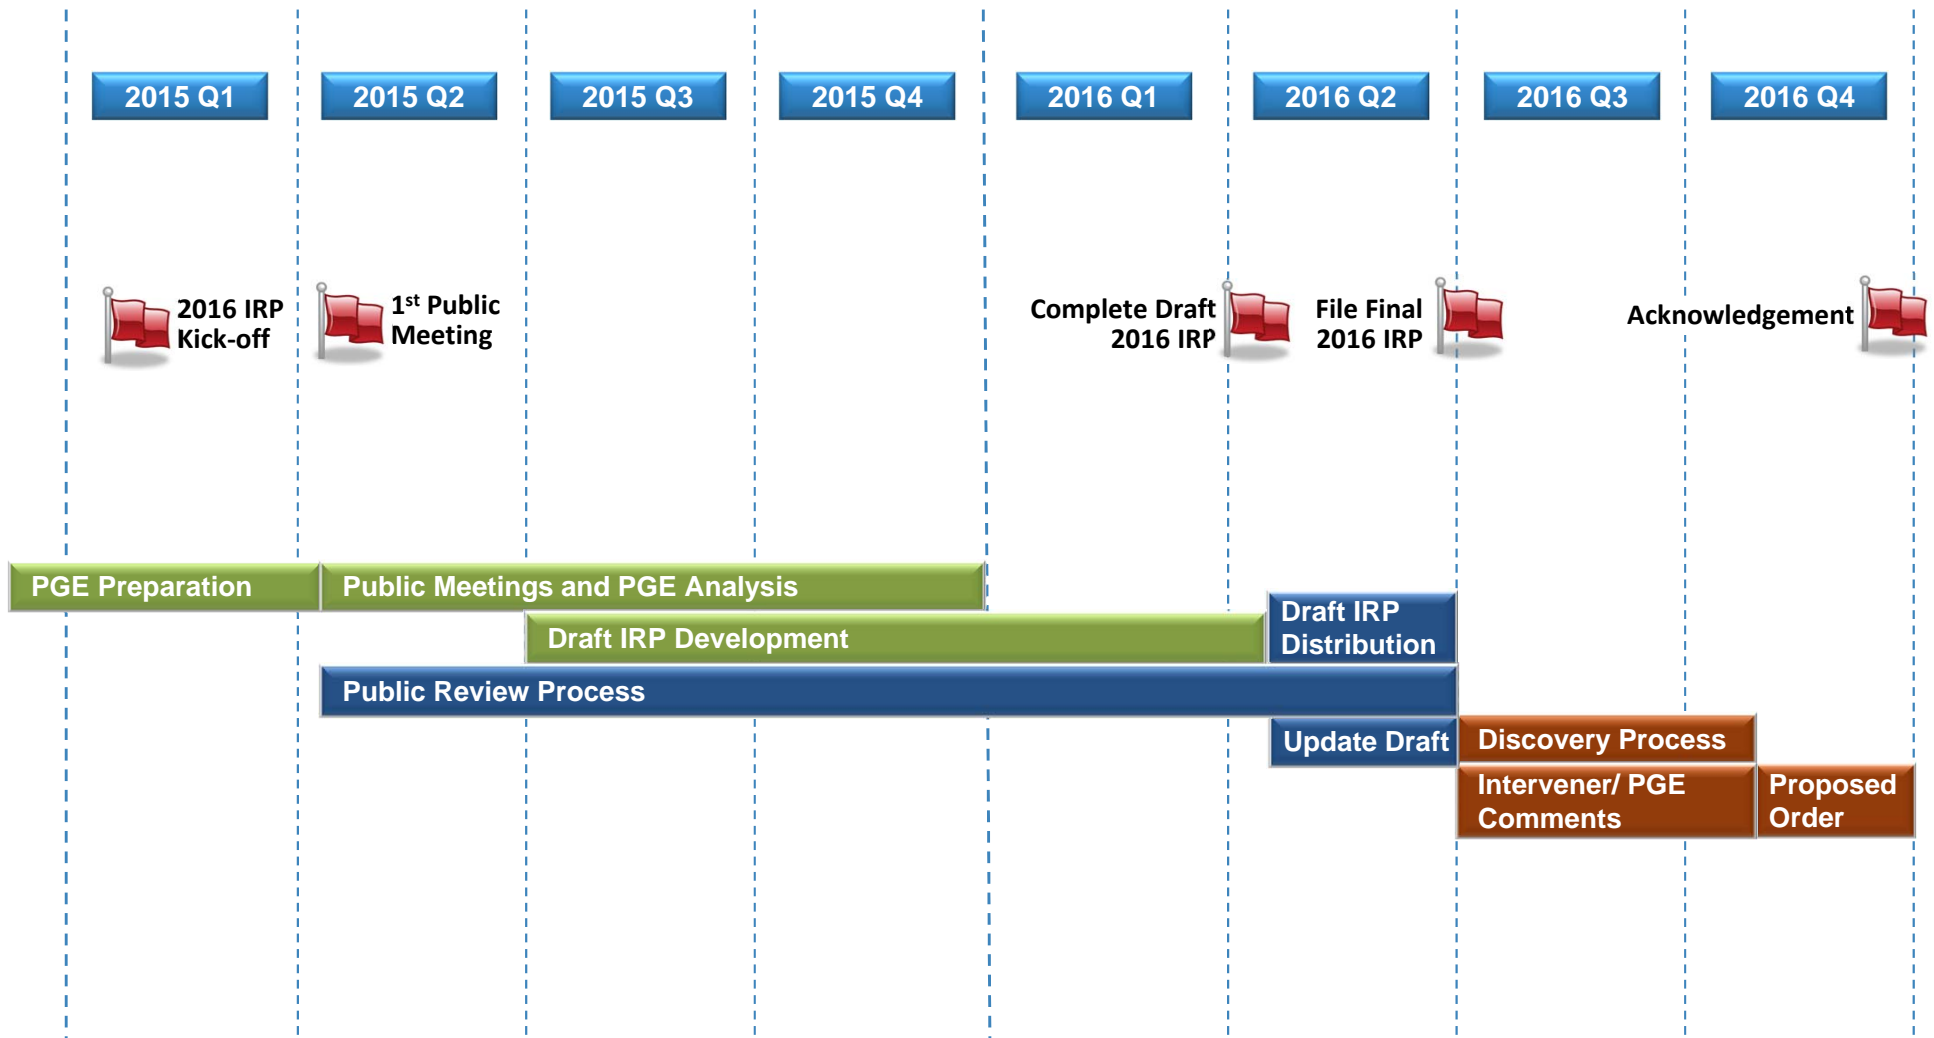 2015 Q1
2015 Q2
2015 Q3
2015 Q4
2016 Q1
2016 Q2
2016 Q3
2016 Q4
2016 IRP
Kick-off
1st Public
Meeting
Complete Draft
2016 IRP
File Final
2016 IRP
Acknowledgement
PGE Preparation
Public Meetings and PGE Analysis
Draft IRP Development
Draft IRP
Distribution
Public Review Process
Update Draft
Discovery Process
Intervener/ PGE
Comments
Proposed
Order